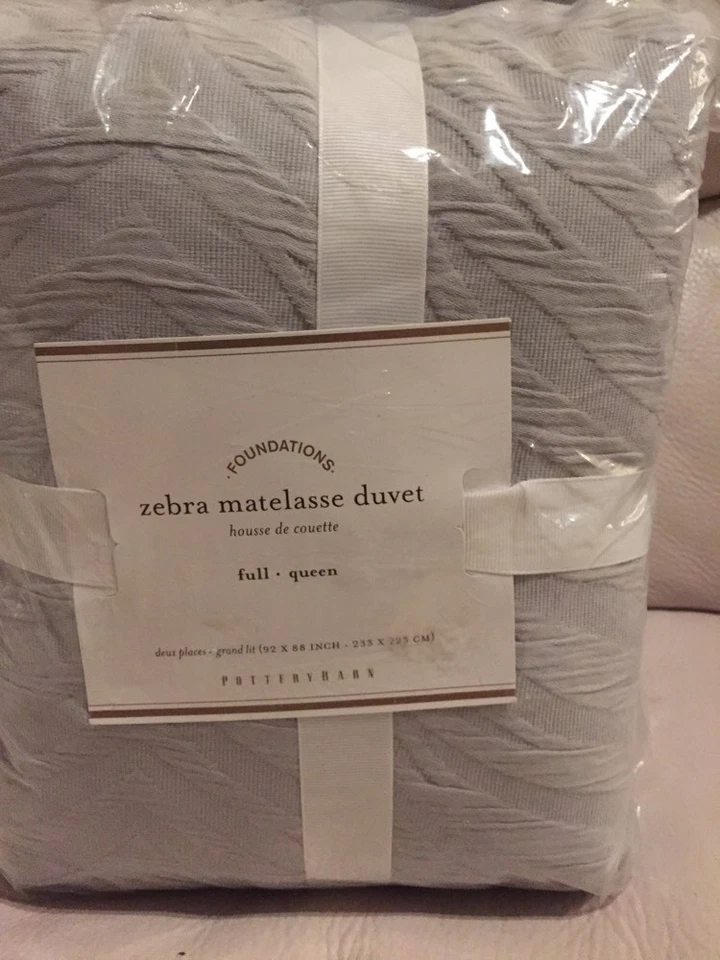 ·FOUNDATIONS·
zebra matelasse duvet
housse de couette
full · queen
deux places - grand lit (92 X 88 INCH - 233 X 223 CM)
POTTERYBARN